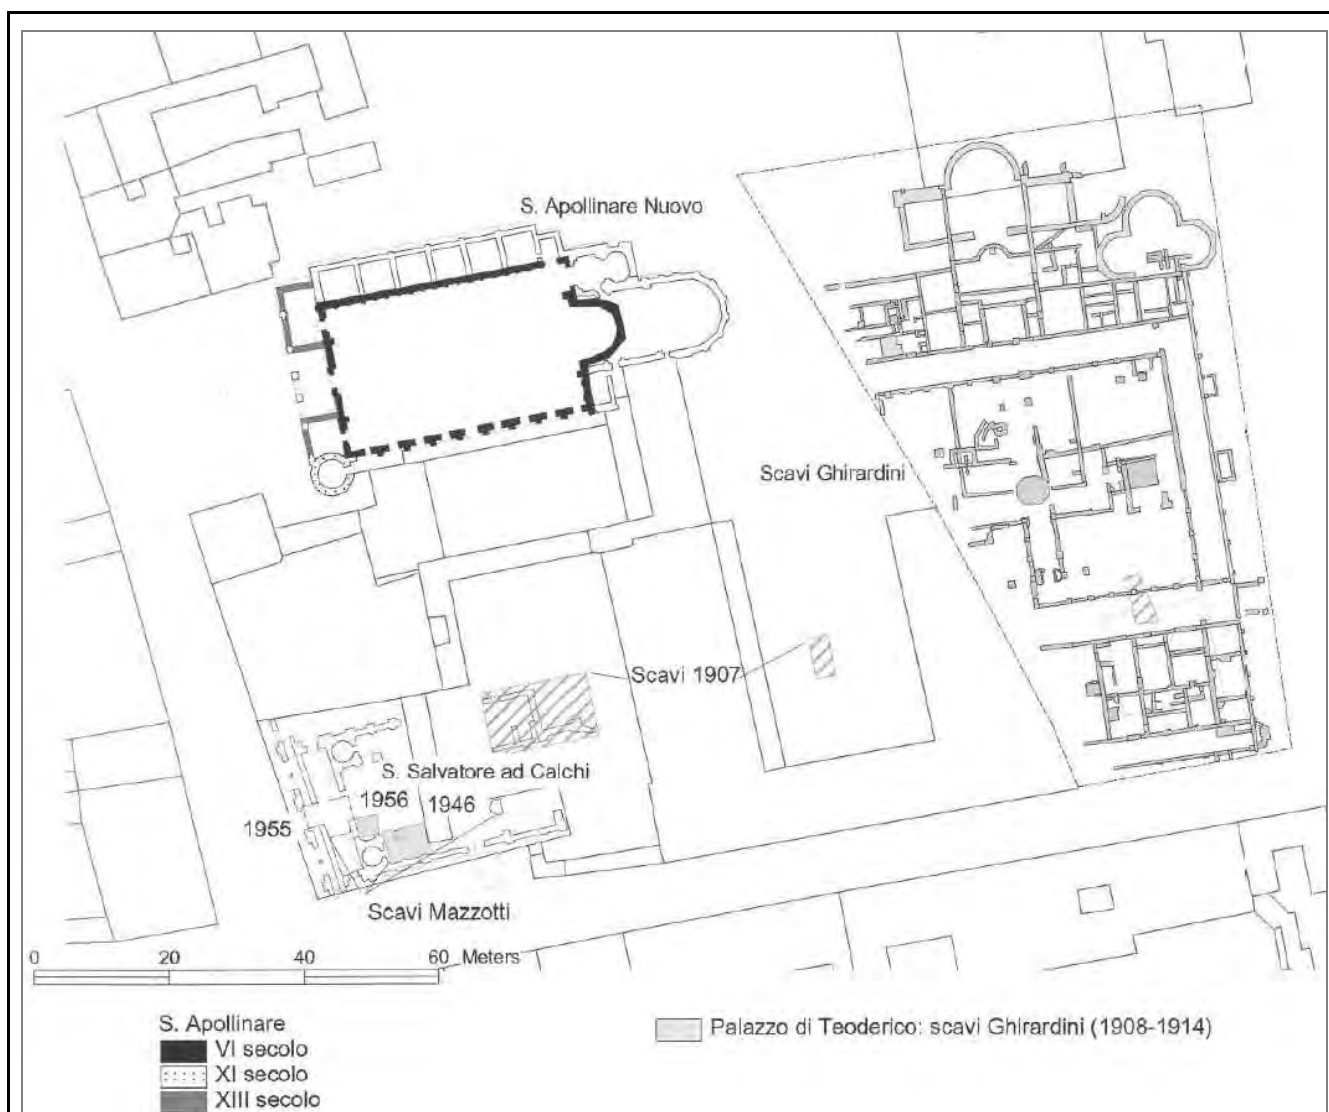 S. Apollinare Nuovo
Scavi Ghirardini
Scavi 1907
S. Salvatore ad Calchi
1956
1946
1955
Scavi Mazzotti
0 20 40 60 Meters
S. Apollinare
VI secolo
XI secolo
XIII secolo
Palazzo di Teoderico: scavi Ghirardini (1908-1914)